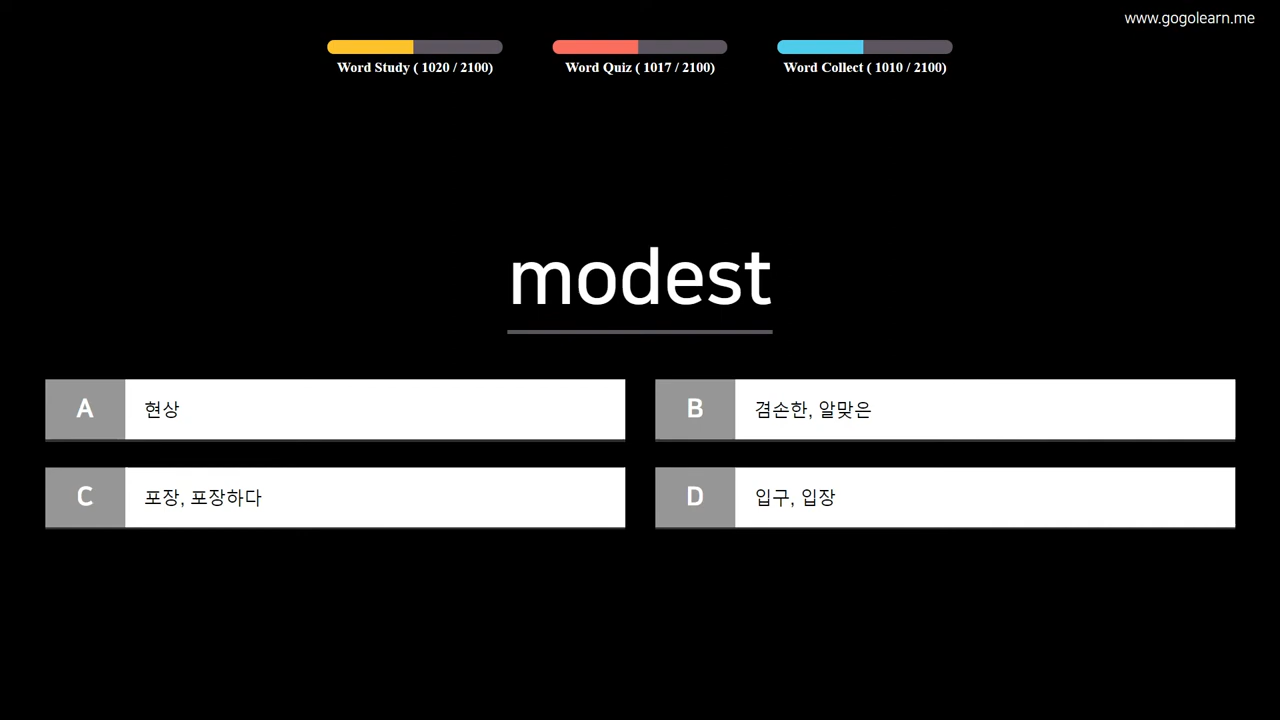 www.gogolearn.me
Word Study ( 1020 / 2100)
Word Quiz ( 1017 / 2100)
Word Collect ( 1010 / 2100)
modest
A 현상
B 겸손한, 알맞은
C 포장, 포장하다
D 입구, 입장